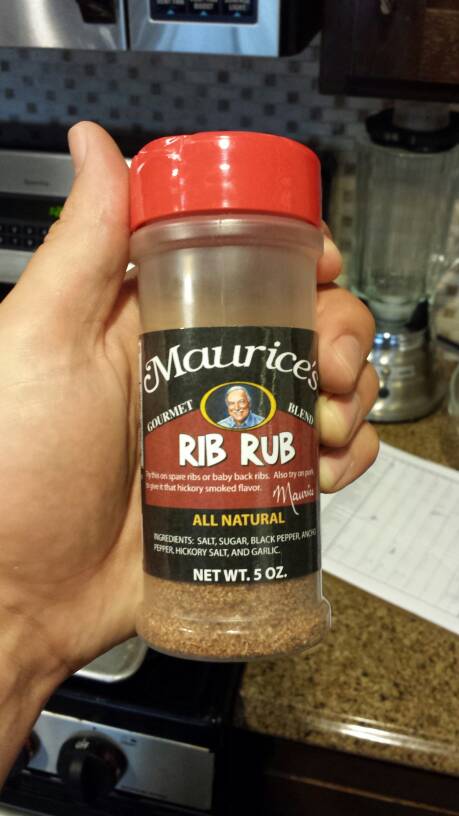 Maurice's
GOURMET BLEND
RIB RUB
Try this on spare ribs or baby back ribs. Also try on pork
to give it that hickory smoked flavor.
Maurice
ALL NATURAL
INGREDIENTS: SALT, SUGAR, BLACK PEPPER, ANCHO
PEPPER, HICKORY SALT, AND GARLIC.
NET WT. 5 OZ.